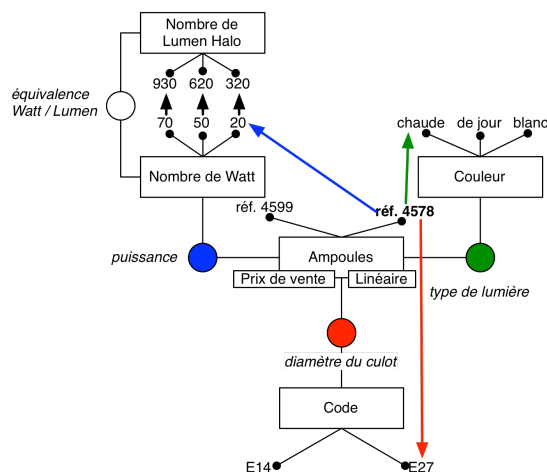 Nombre de
Lumen Halo
930 620 320
équivalence
Watt / Lumen
70 50 20
chaude de jour blanc
Nombre de Watt
Couleur
réf. 4599
réf. 4578
puissance
Ampoules
Prix de vente
Linéaire
type de lumière
diamètre du culot
Code
E14
E27